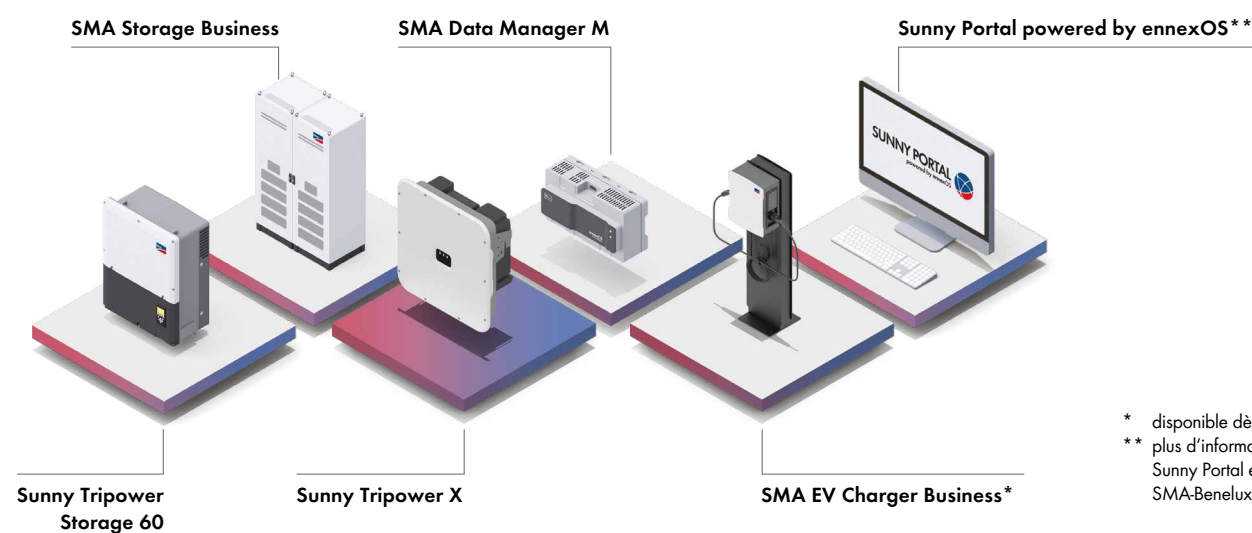 SMA Storage Business
SMA Data Manager M
Sunny Portal powered by ennexOS**
SUNNY PORTAL
powered by ennexOS
Sunny Tripower
Storage 60
Sunny Tripower X
SMA EV Charger Business*
* disponible dè
** plus d’informa
Sunny Portal e
SMA-Benelux